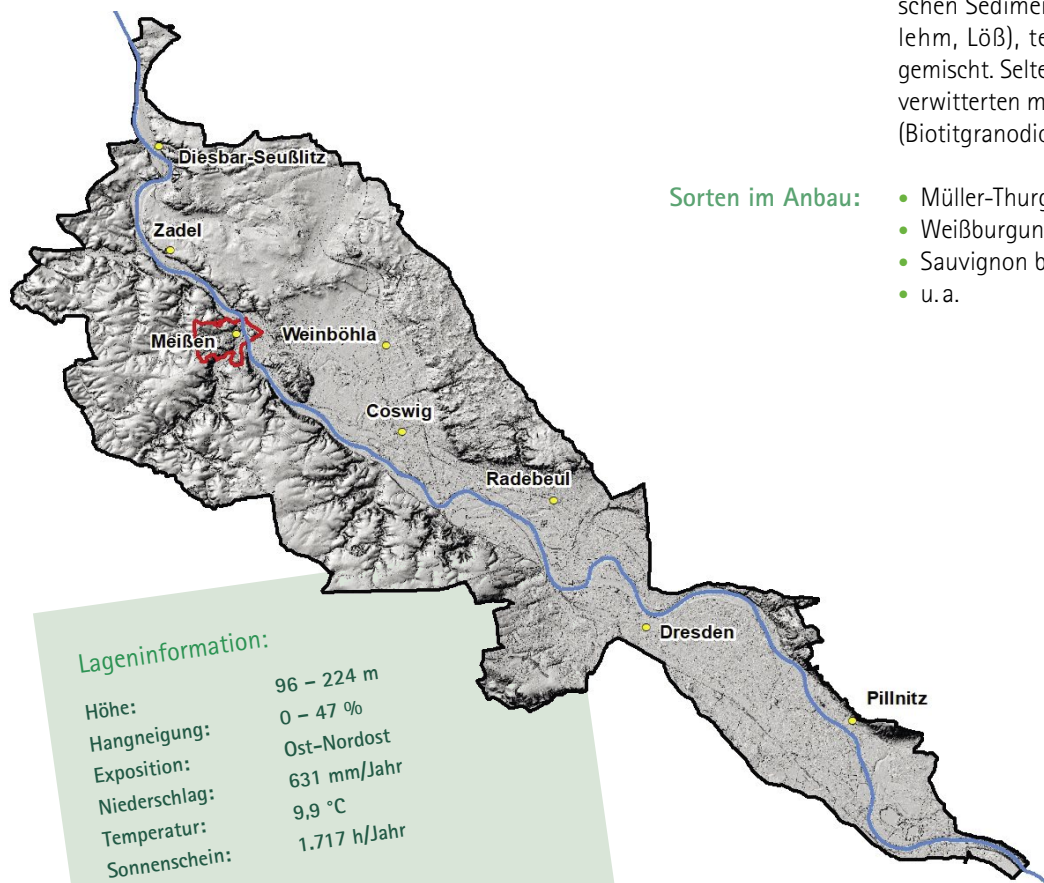 schen Sedimen
lehm, Löß), te
gemischt. Selte
verwitterten m
(Biotitgranodio
Sorten im Anbau:
• Müller-Thurg
• Weißburgun
• Sauvignon b
• u. a.
Diesbar-Seußlitz
Zadel
Meißen
Weinböhla
Coswig
Radebeul
Dresden
Pillnitz
Lageninformation:
Höhe: 96 – 224 m
Hangneigung: 0 – 47 %
Exposition: Ost-Nordost
Niederschlag: 631 mm/Jahr
Temperatur: 9,9 °C
Sonnenschein: 1.717 h/Jahr